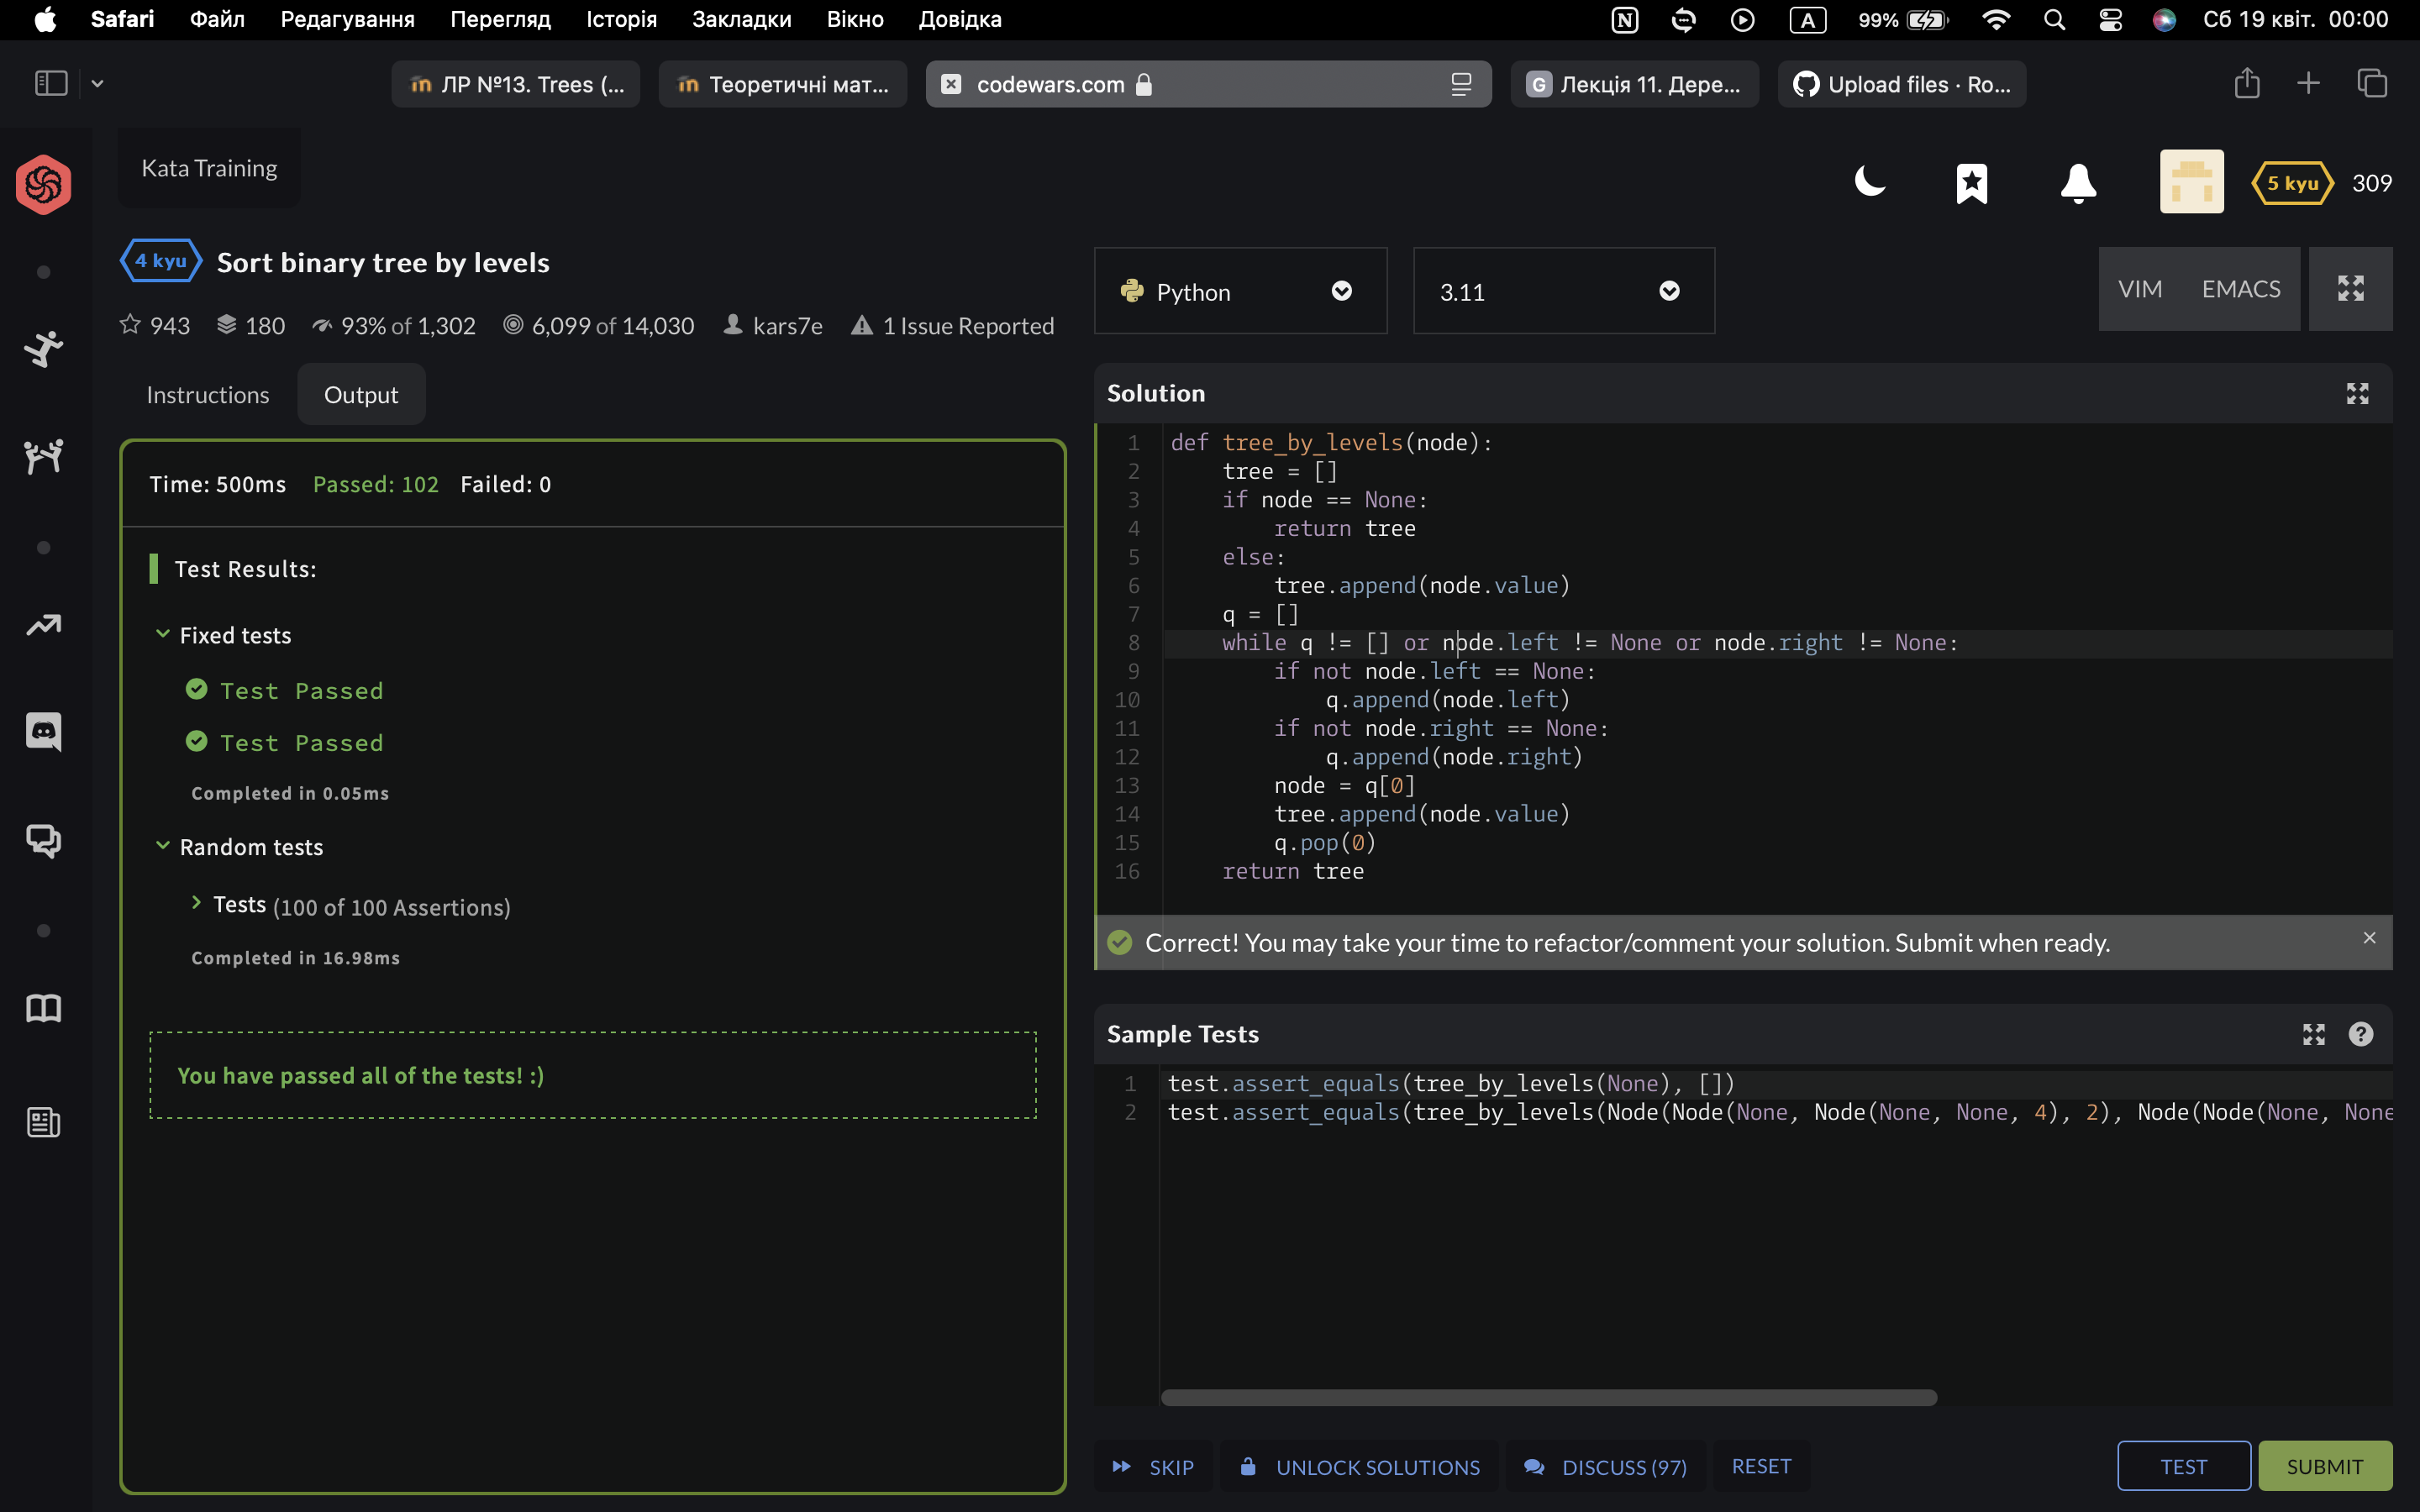 Safari Файл Редагування Перегляд Історія Закладки Вікно Довідка A 99% Сб 19 квіт. 00:00
ЛР №13. Trees (... Теоретичні мат... codewars.com G Лекція 11. Дере... Upload files · Ro...
Kata Training
5 kyu 309
4 kyu Sort binary tree by levels
943 180 93% of 1,302 6,099 of 14,030 kars7e 1 Issue Reported
Instructions Output
Time: 500ms Passed: 102 Failed: 0
Test Results:
Fixed tests
Test Passed
Test Passed
Completed in 0.05ms
Random tests
Tests (100 of 100 Assertions)
Completed in 16.98ms
You have passed all of the tests! :)
Python 3.11 VIM EMACS
Solution
1 def tree_by_levels(node):
2 tree = []
3 if node == None:
4 return tree
5 else:
6 tree.append(node.value)
7 q = []
8 while q != [] or node.left != None or node.right != None:
9 if not node.left == None:
10 q.append(node.left)
11 if not node.right == None:
12 q.append(node.right)
13 node = q[0]
14 tree.append(node.value)
15 q.pop(0)
16 return tree
Correct! You may take your time to refactor/comment your solution. Submit when ready.
Sample Tests
1 test.assert_equals(tree_by_levels(None), [])
2 test.assert_equals(tree_by_levels(Node(Node(None, Node(None, None, 4), 2), Node(Node(None, None
SKIP UNLOCK SOLUTIONS DISCUSS (97) RESET TEST SUBMIT